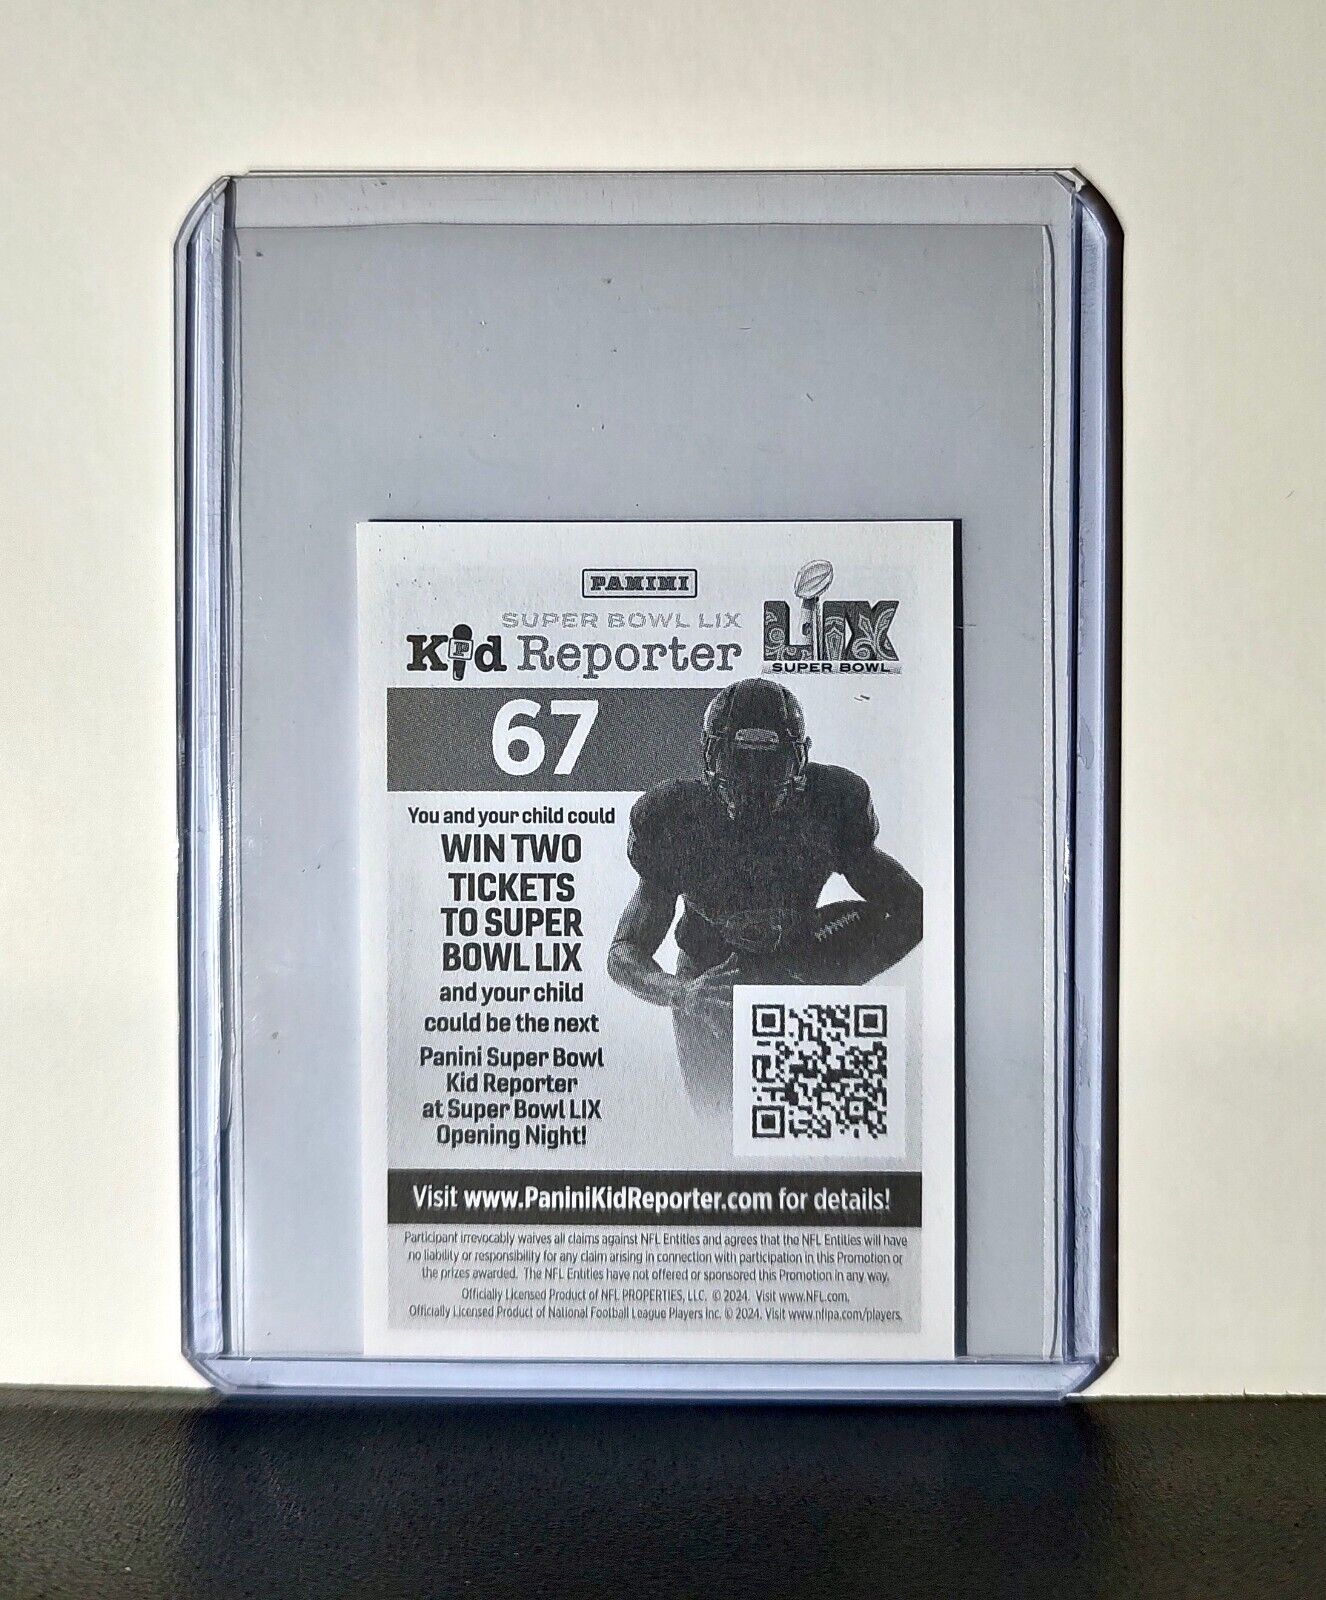 PANINI
SUPER BOWL LIX
Kid Reporter
P
LIX
SUPER BOWL
67
You and your child could
WIN TWO
TICKETS
TO SUPER
BOWL LIX
and your child
could be the next
Panini Super Bowl
Kid Reporter
at Super Bowl LIX
Opening Night!
Visit www.PaniniKidReporter.com for details!
Participant irrevocably waives all claims against NFL Entities and agrees that the NFL Entities will have
no liability or responsibility for any claim arising in connection with participation in this Promotion or
the prizes awarded. The NFL Entities have not offered or sponsored this Promotion in any way.
Officially Licensed Product of NFL PROPERTIES, LLC. © 2024. Visit www.NFL.com.
Officially Licensed Product of National Football League Players Inc. © 2024. Visit www.nflpa.com/players.